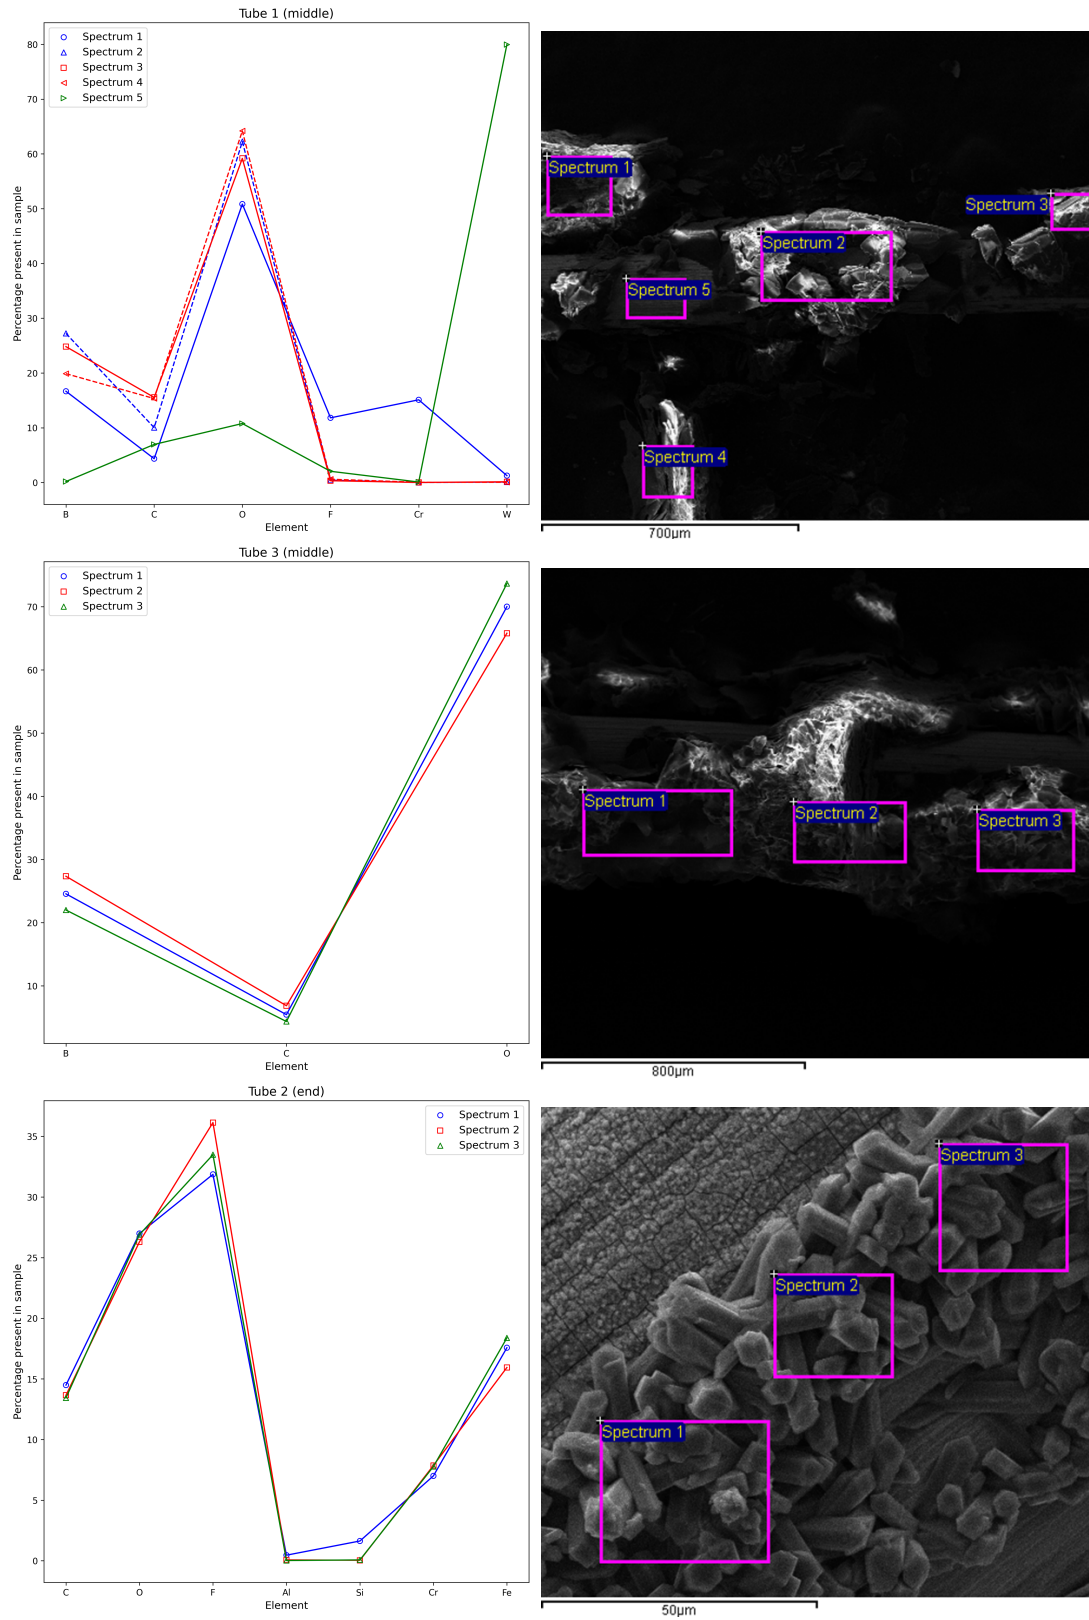 Tube 1 (middle)
Spectrum 1
Spectrum 2
Spectrum 3
Spectrum 4
Spectrum 5
80
70
60
50
40
30
20
10
0
Percentage present in sample
B C O F Cr W
Element
Spectrum 1
Spectrum 3
Spectrum 2
Spectrum 5
Spectrum 4
700µm
Tube 3 (middle)
Spectrum 1
Spectrum 2
Spectrum 3
70
60
50
40
30
20
10
Percentage present in sample
B C O
Element
Spectrum 1
Spectrum 2
Spectrum 3
800µm
Tube 2 (end)
Spectrum 1
Spectrum 2
Spectrum 3
35
30
25
20
15
10
5
0
Percentage present in sample
C O F Al Si Cr Fe
Element
Spectrum 3
Spectrum 2
Spectrum 1
50µm